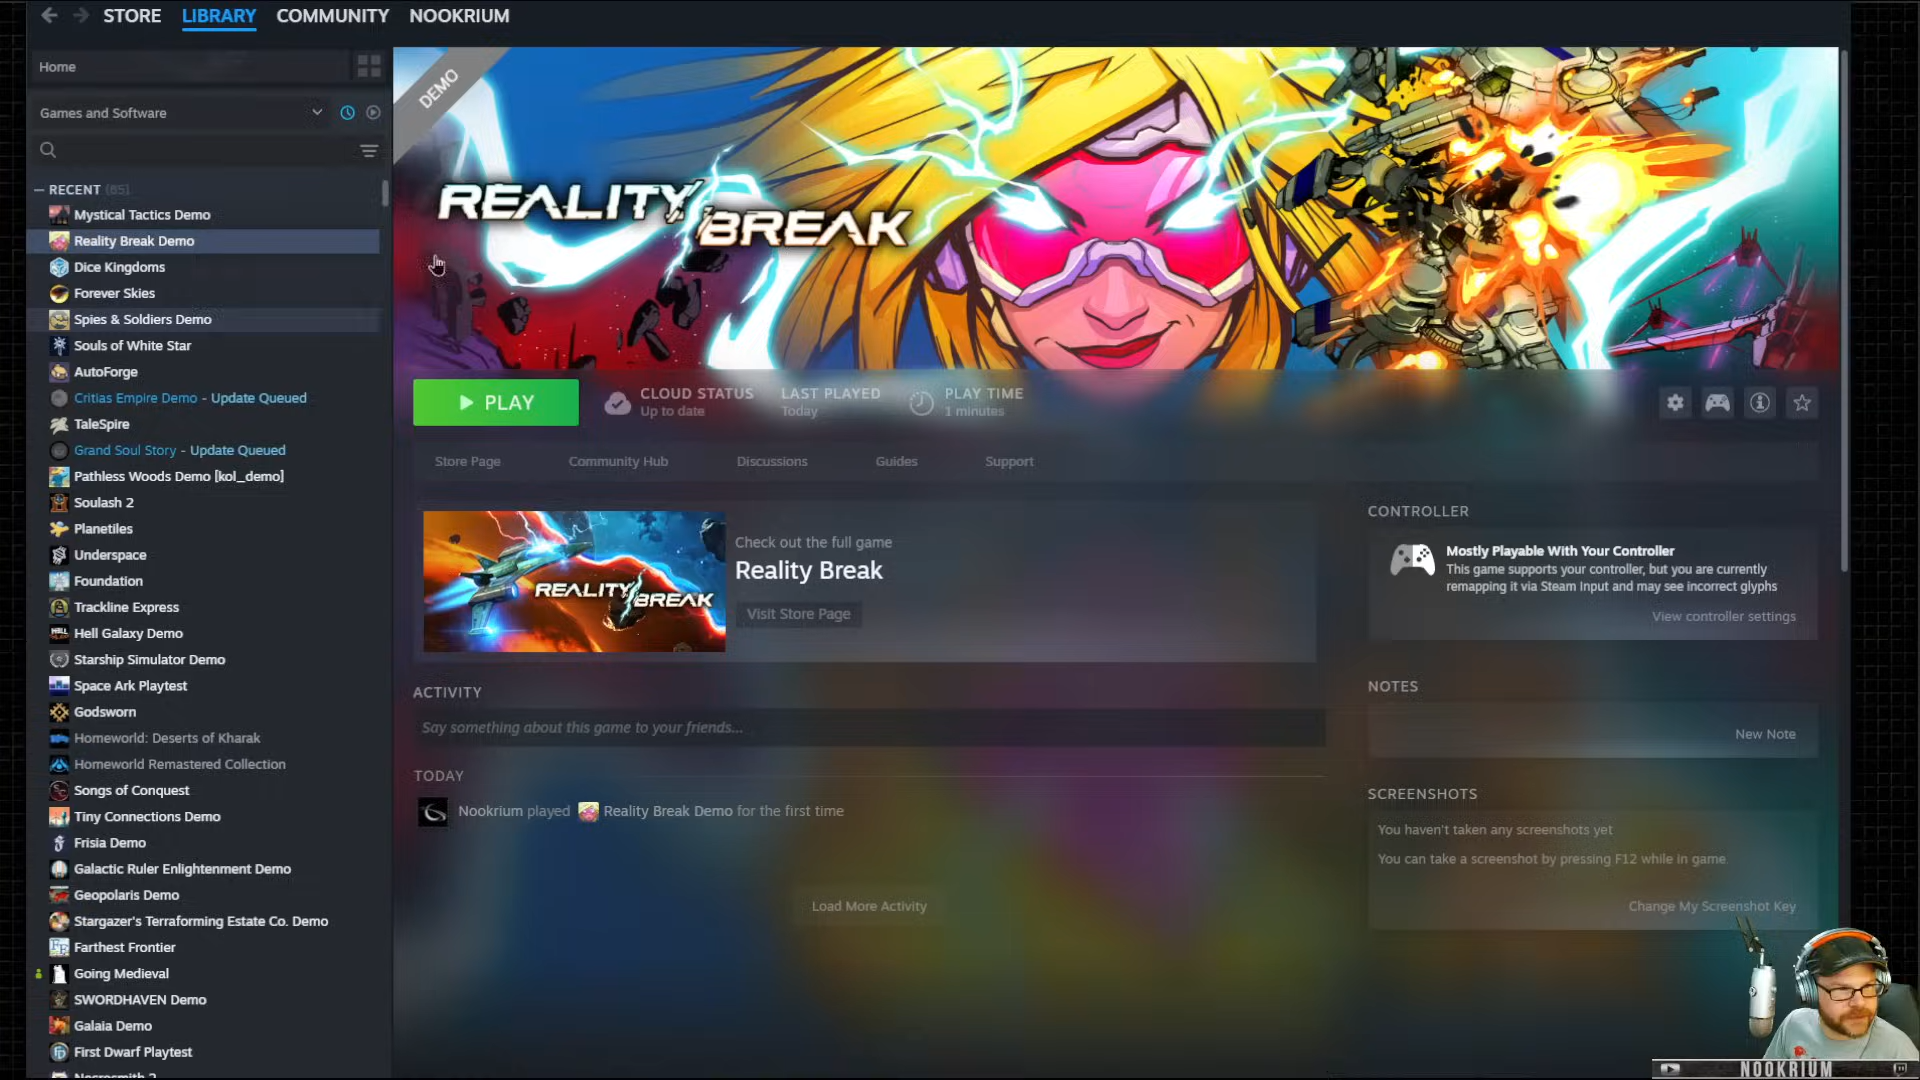 STORE LIBRARY COMMUNITY NOOKRIUM
Home
Games and Software
— RECENT (85)
Mystical Tactics Demo
Reality Break Demo
Dice Kingdoms
Forever Skies
Spies & Soldiers Demo
Souls of White Star
AutoForge
Critias Empire Demo - Update Queued
TaleSpire
Grand Soul Story - Update Queued
Pathless Woods Demo [kol_demo]
Soulash 2
Planetiles
Underspace
Foundation
Trackline Express
Hell Galaxy Demo
Starship Simulator Demo
Space Ark Playtest
Godsworn
Homeworld: Deserts of Kharak
Homeworld Remastered Collection
Songs of Conquest
Tiny Connections Demo
Frisia Demo
Galactic Ruler Enlightenment Demo
Geopolaris Demo
Stargazer's Terraforming Estate Co. Demo
Farthest Frontier
Going Medieval
SWORDHAVEN Demo
Galaia Demo
First Dwarf Playtest
DEMO
REALITY BREAK
PLAY
CLOUD STATUS
Up to date
LAST PLAYED
Today
PLAY TIME
1 minutes
Store Page Community Hub Discussions Guides Support
REALITY BREAK
Check out the full game
Reality Break
Visit Store Page
ACTIVITY
Say something about this game to your friends...
TODAY
Nookrium played Reality Break Demo for the first time
Load More Activity
CONTROLLER
Mostly Playable With Your Controller
This game supports your controller, but you are currently
remapping it via Steam Input and may see incorrect glyphs
View controller settings
NOTES
New Note
SCREENSHOTS
You haven't taken any screenshots yet
You can take a screenshot by pressing F12 while in game.
Change My Screenshot Key
NOOKRIUM